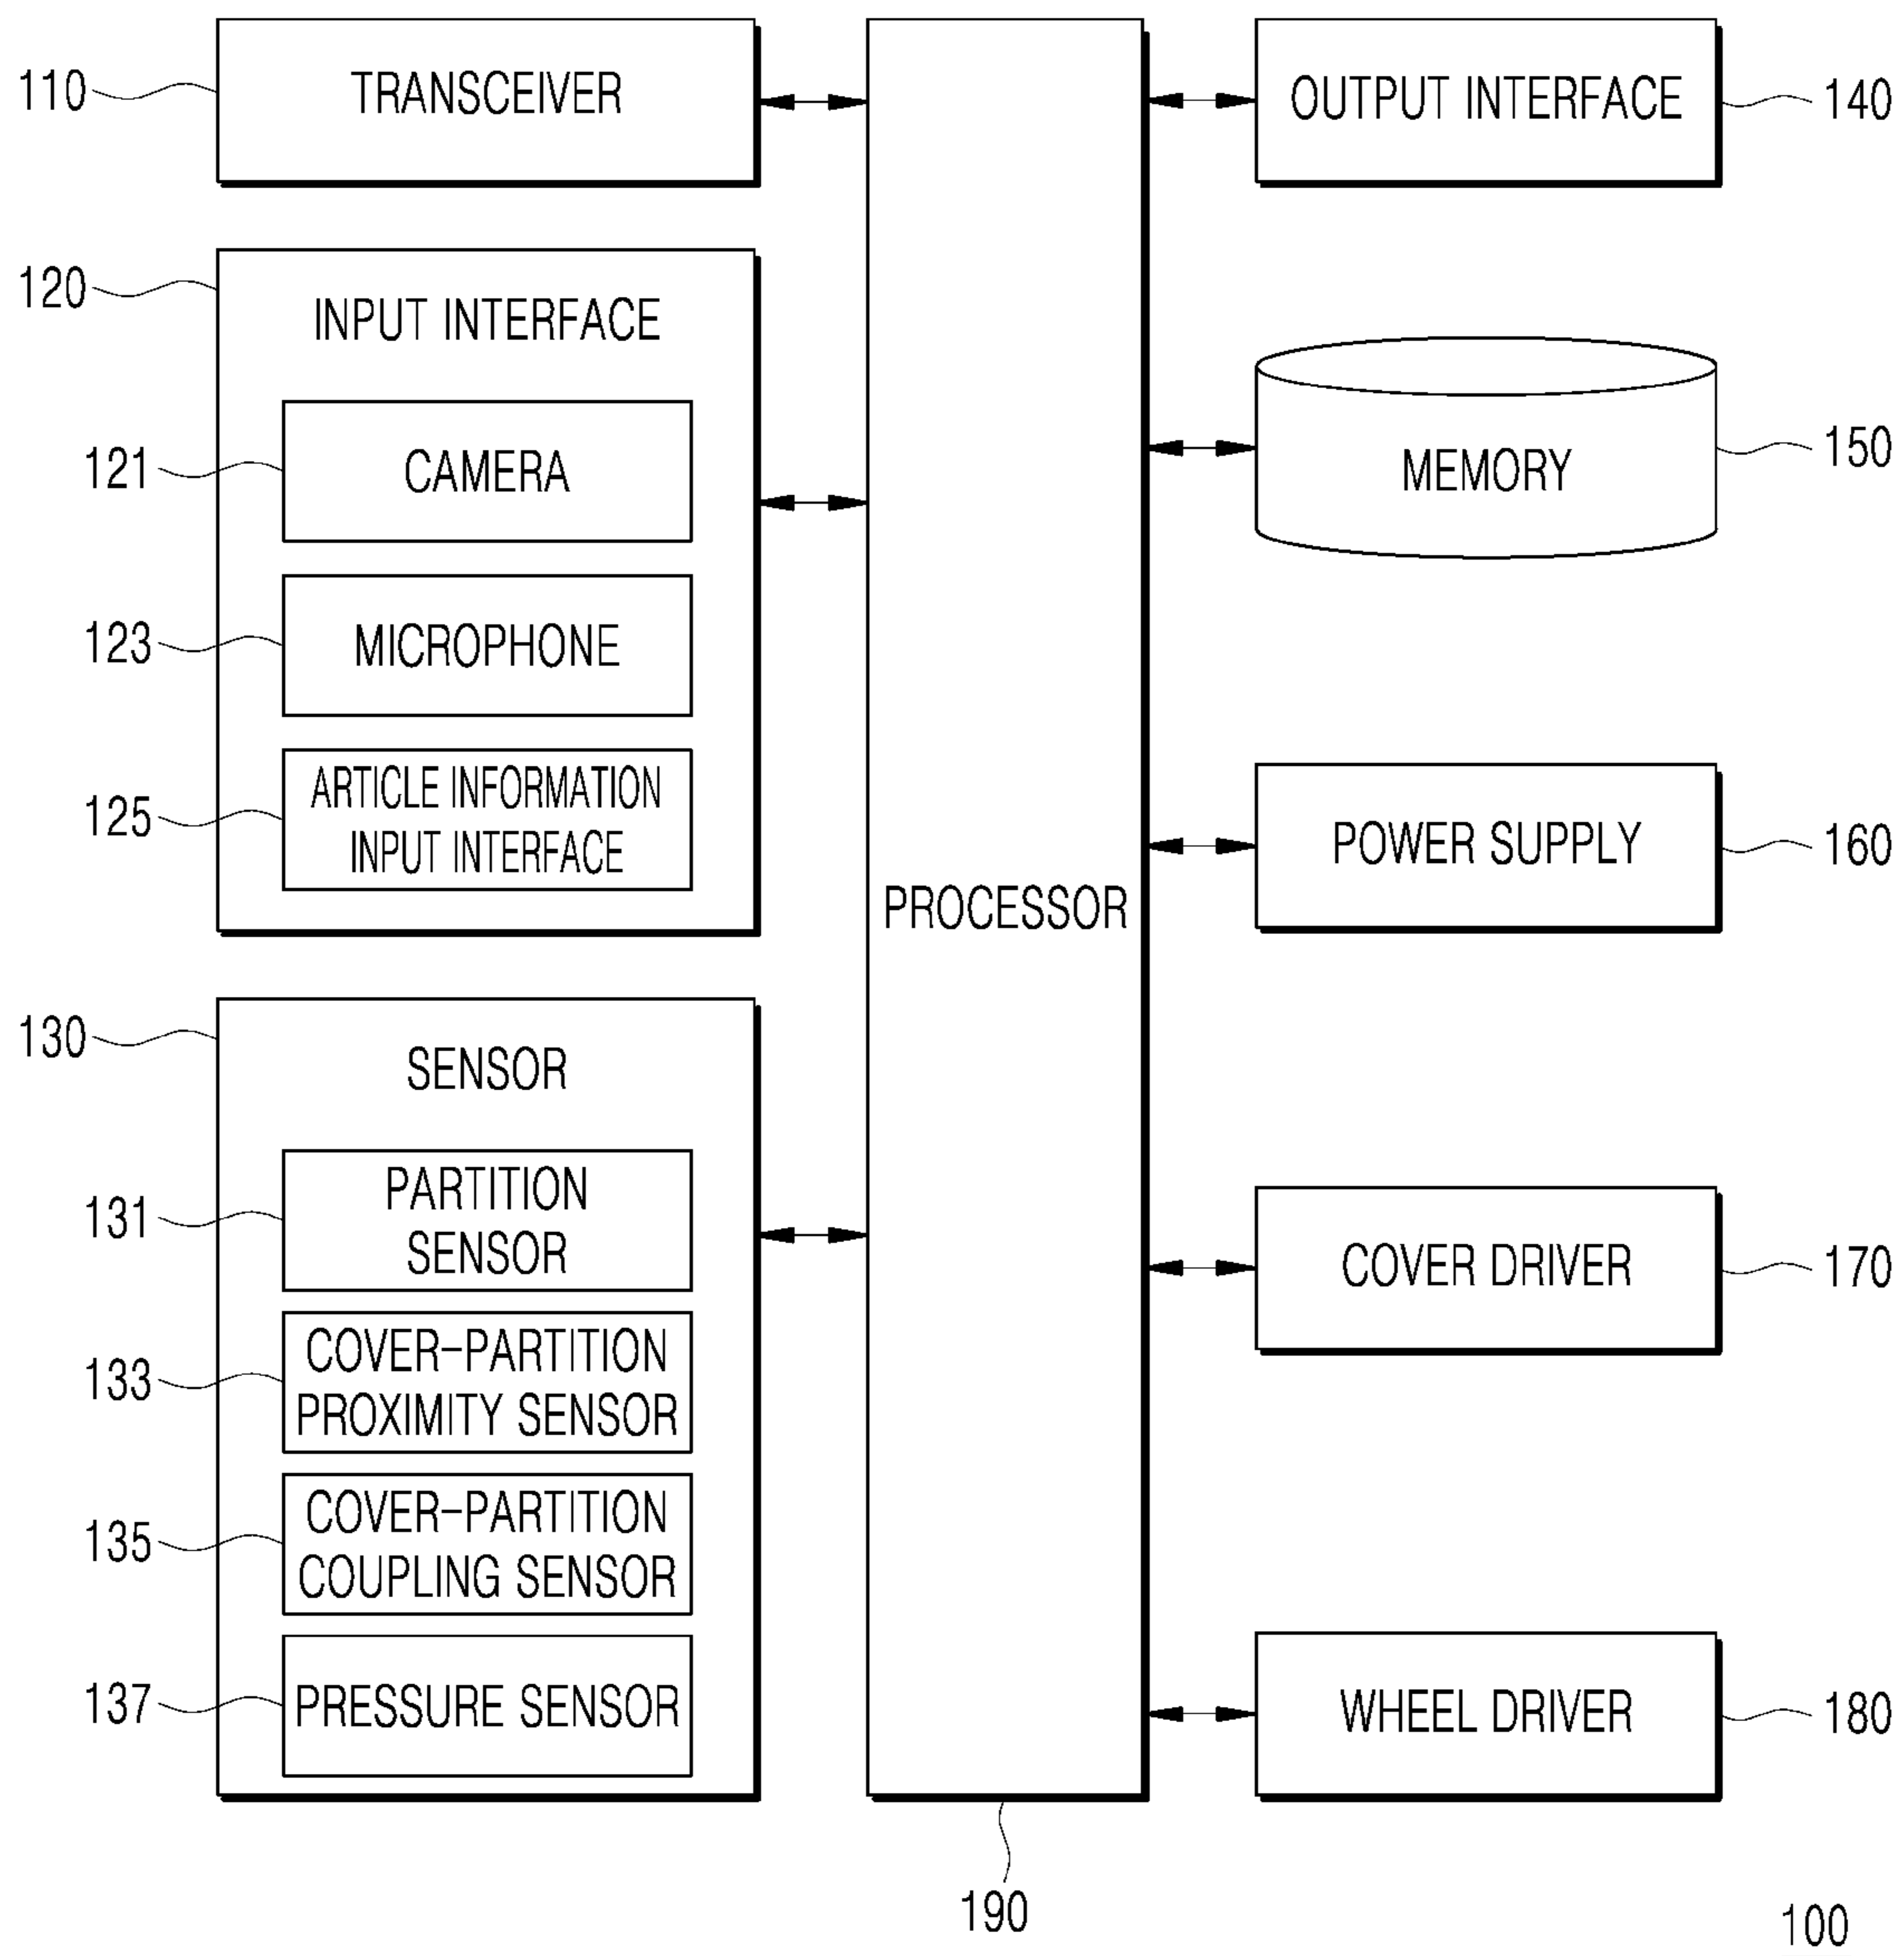 110
TRANSCEIVER
120
INPUT INTERFACE
121
CAMERA
123
MICROPHONE
125
ARTICLE INFORMATION
INPUT INTERFACE
130
SENSOR
131
PARTITION
SENSOR
133
COVER-PARTITION
PROXIMITY SENSOR
135
COVER-PARTITION
COUPLING SENSOR
137
PRESSURE SENSOR
PROCESSOR
190
OUTPUT INTERFACE
140
MEMORY
150
POWER SUPPLY
160
COVER DRIVER
170
WHEEL DRIVER
180
100